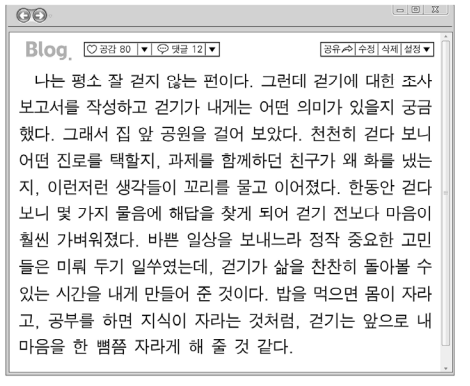 Blog.
♡ 공감 80 ▼ 💬 댓글 12 ▼ 공유 수정 삭제 설정▼
나는 평소 잘 걷지 않는 편이다. 그런데 걷기에 대힌 조사
보고서를 작성하고 걷기가 내게는 어떤 의미가 있을지 궁금
했다. 그래서 집 앞 공원을 걸어 보았다. 천천히 걷다 보니
어떤 진로를 택할지, 과제를 함께하던 친구가 왜 화를 냈는
지, 이런저런 생각들이 꼬리를 물고 이어졌다. 한동안 걷다
보니 몇 가지 물음에 해답을 찾게 되어 걷기 전보다 마음이
훨씬 가벼워졌다. 바쁜 일상을 보내느라 정작 중요한 고민
들은 미뤄 두기 일쑤였는데, 걷기가 삶을 찬찬히 돌아볼 수
있는 시간을 내게 만들어 준 것이다. 밥을 먹으면 몸이 자라
고, 공부를 하면 지식이 자라는 것처럼, 걷기는 앞으로 내
마음을 한 뼘쯤 자라게 해 줄 것 같다.